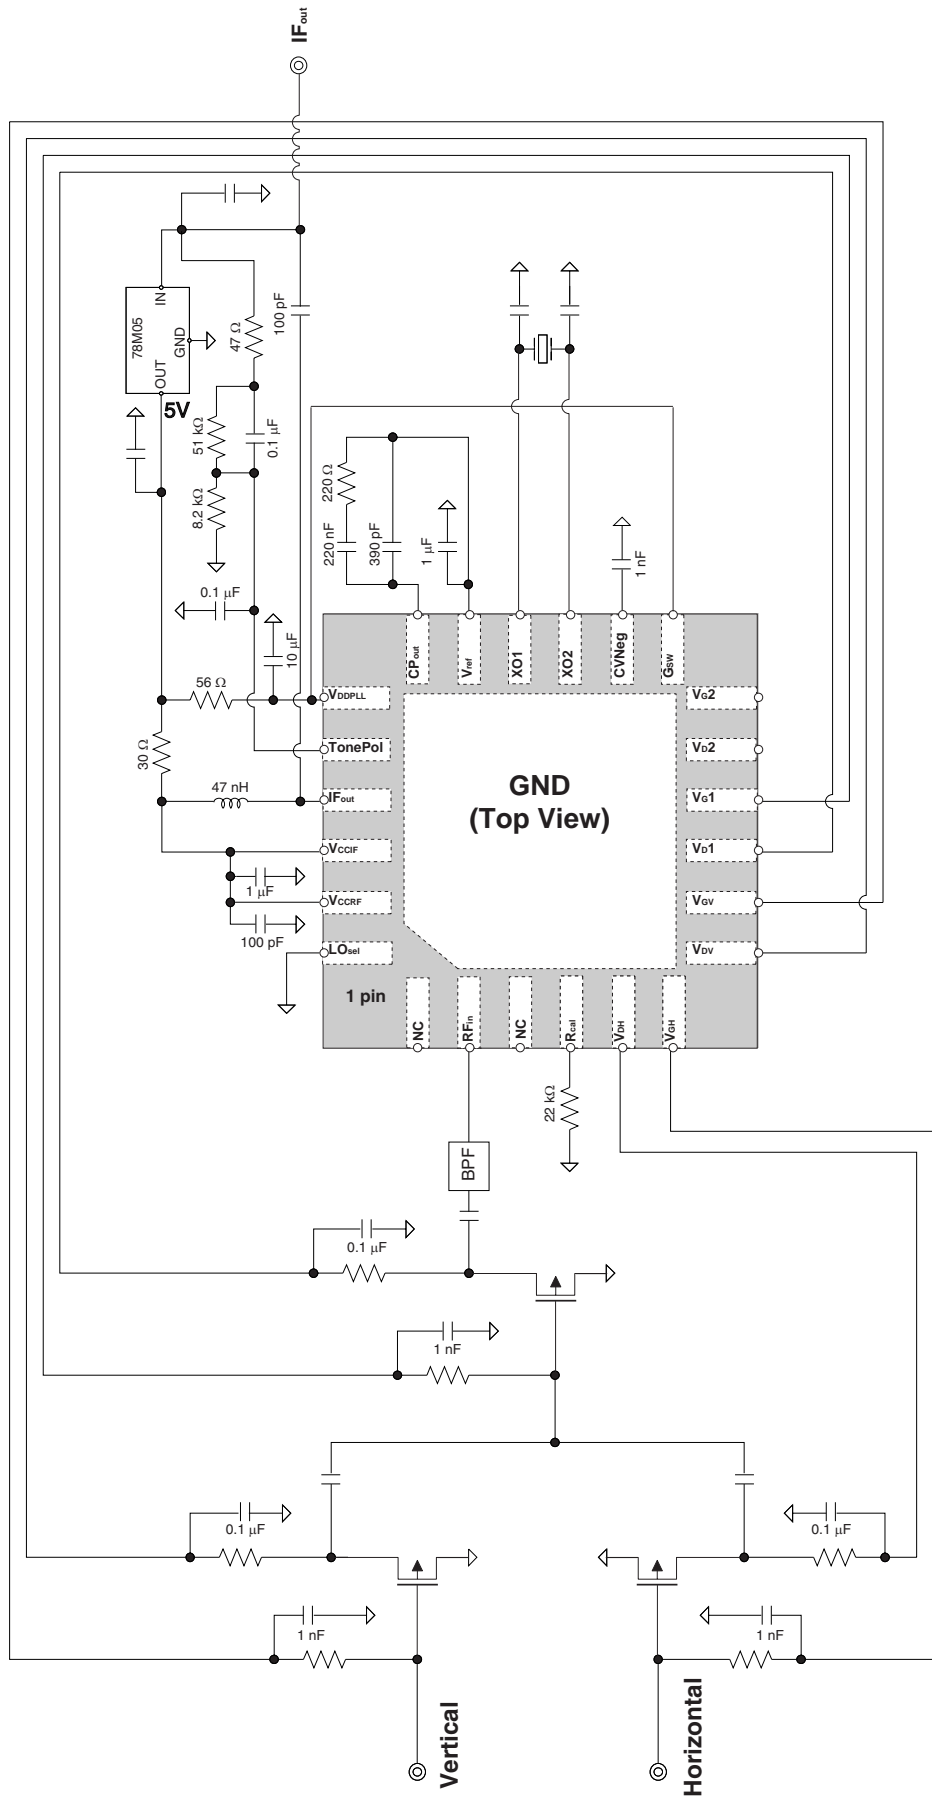 IFout
78M05
IN
GND
OUT
5V
47 Ω
100 pF
51 kΩ
0.1 µF
8.2 kΩ
0.1 µF
10 µF
56 Ω
30 Ω
47 nH
1 µF
100 pF
220 Ω
220 nF
390 pF
1 µF
1 nF
CPout
Vref
XO1
XO2
CVNeg
GSW
VDDPLL
TonePol
IFout
VCCIF
VCCRF
LOsel
VG2
VD2
VG1
VD1
VGV
VDV
GND
(Top View)
1 pin
NC
RFin
NC
Rcal
VDH
VGH
22 kΩ
BPF
0.1 µF
1 nF
0.1 µF
0.1 µF
1 nF
1 nF
Vertical
Horizontal